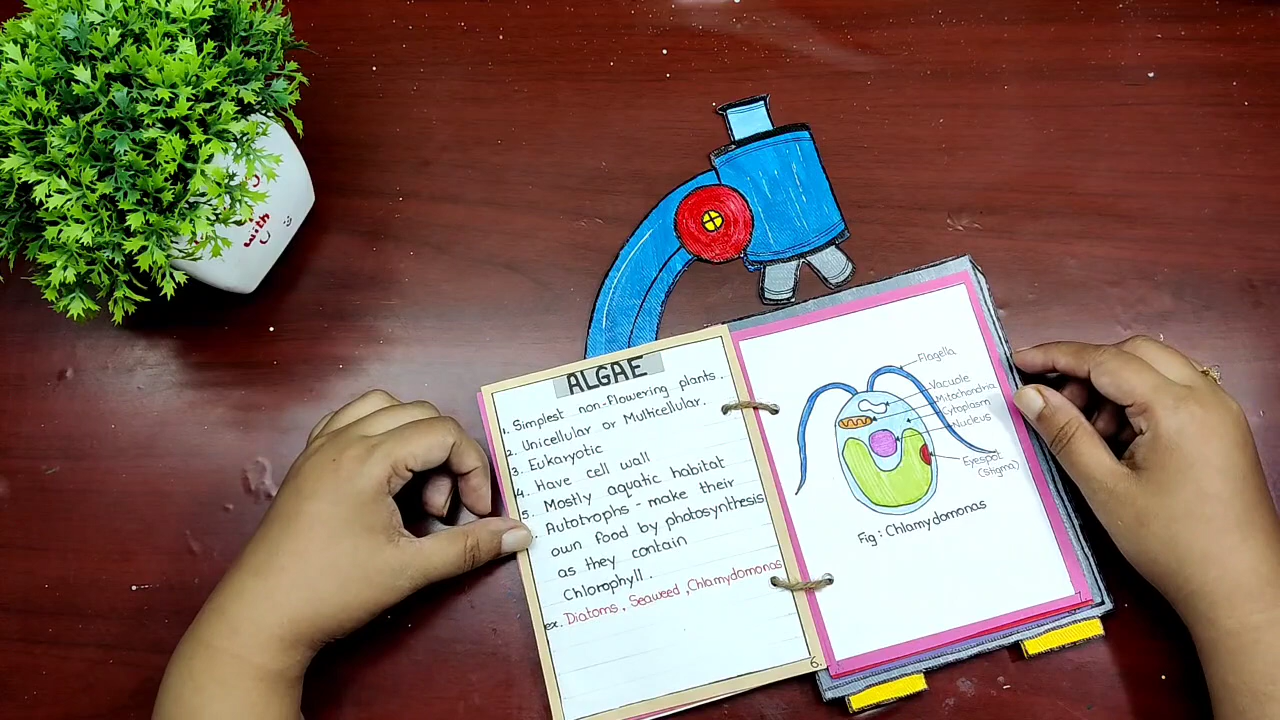 with
ALGAE
1. Simplest non-flowering plants.
2. Unicellular or Multicellular.
3. Eukaryotic
4. Have cell wall
5. Mostly aquatic habitat
Autotrophs - make their
own food by photosynthesis
as they contain
Chlorophyll.
ex. Diatoms, Seaweed, Chlamydomonas
6.
Flagella
Vacuole
Mitochondria
Cytoplasm
Nucleus
Eyespot
(stigma)
Fig: Chlamydomonas